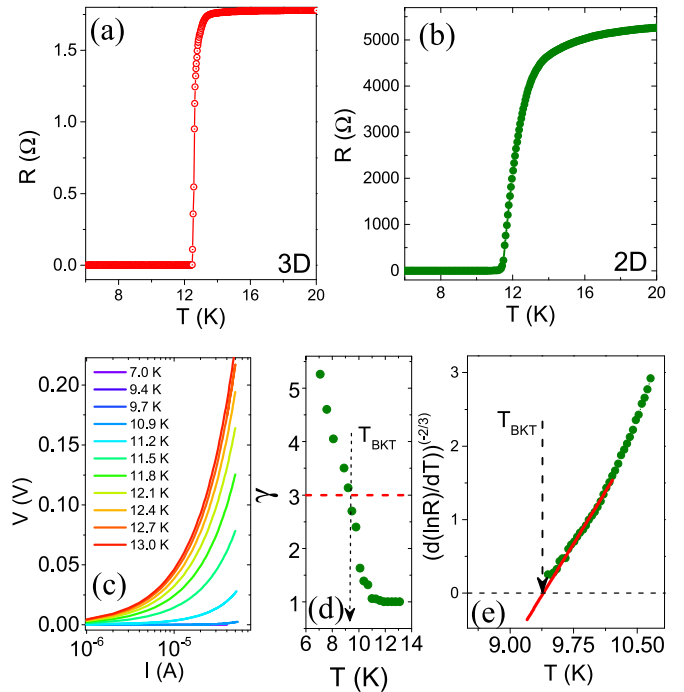 (a)
1.5
1.0
0.5
0.0
R (Ω)
8 12 16 20
T (K)
3D
(b)
5000
4000
3000
2000
1000
0
R (Ω)
8 12 16 20
T (K)
2D
0.20
0.15
0.10
0.05
0.00
V (V)
7.0 K
9.4 K
9.7 K
10.9 K
11.2 K
11.5 K
11.8 K
12.1 K
12.4 K
12.7 K
13.0 K
(c)
10⁻⁶ 10⁻⁵
I (A)
5
4
3
2
1
γ
T_BKT
(d)
6 8 10 12 14
T (K)
3
2
1
0
(d(lnR)/dT))^(-2/3)
T_BKT
(e)
9.00 9.75 10.50
T (K)